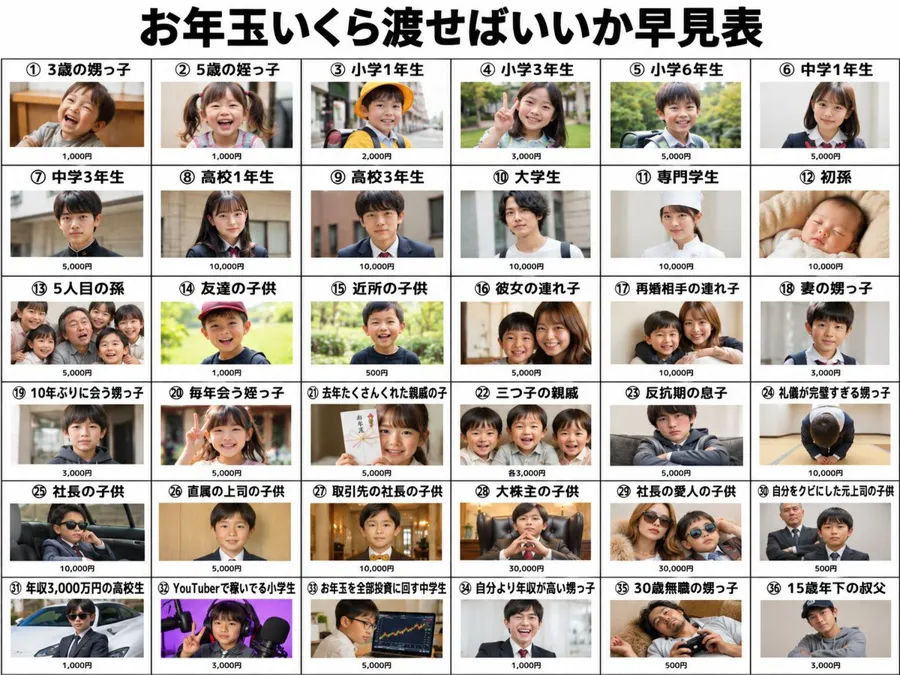 お年玉いくら渡せばいいか早見表
① 3歳の甥っ子
1,000円
② 5歳の姪っ子
1,000円
③ 小学1年生
2,000円
④ 小学3年生
3,000円
⑤ 小学6年生
5,000円
⑥ 中学1年生
5,000円
⑦ 中学3年生
5,000円
⑧ 高校1年生
10,000円
⑨ 高校3年生
10,000円
⑩ 大学生
10,000円
⑪ 専門学生
10,000円
⑫ 初孫
10,000円
⑬ 5人目の孫
5,000円
⑭ 友達の子供
1,000円
⑮ 近所の子供
500円
⑯ 彼女の連れ子
5,000円
⑰ 再婚相手の連れ子
10,000円
⑱ 妻の甥っ子
3,000円
⑲ 10年ぶりに会う甥っ子
3,000円
⑳ 毎年会う姪っ子
5,000円
㉑ 去年たくさんくれた親戚の子
お年玉
5,000円
㉒ 三つ子の親戚
各3,000円
㉓ 反抗期の息子
5,000円
㉔ 礼儀が完璧すぎる甥っ子
10,000円
㉕ 社長の子供
10,000円
㉖ 直属の上司の子供
5,000円
㉗ 取引先の社長の子供
10,000円
㉘ 大株主の子供
30,000円
㉙ 社長の愛人の子供
30,000円
㉚ 自分をクビにした元上司の子供
500円
㉛ 年収3,000万円の高校生
1,000円
㉜ YouTuberで稼いでる小学生
3,000円
㉝ お年玉を全部投資に回す中学生
5,000円
㉞ 自分より年収が高い甥っ子
1,000円
㉟ 30歳無職の甥っ子
500円
㊱ 15歳年下の叔父
3,000円